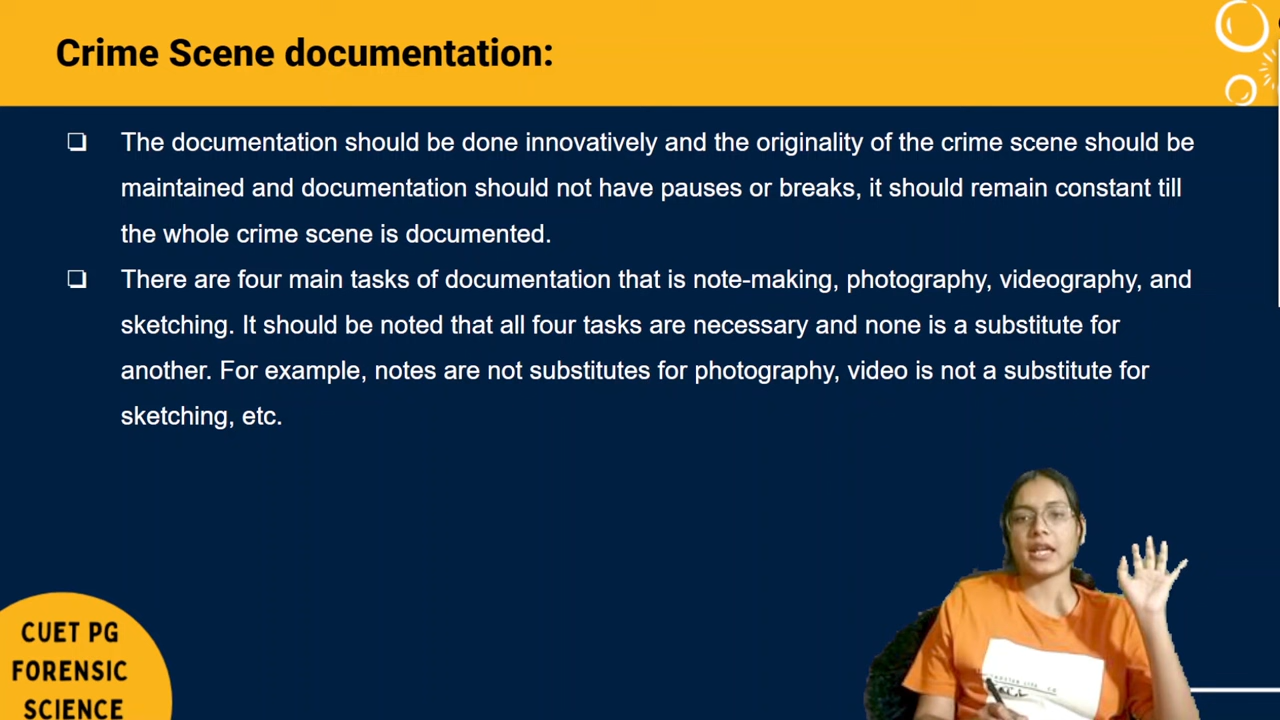 Crime Scene documentation:
❏ The documentation should be done innovatively and the originality of the crime scene should be
maintained and documentation should not have pauses or breaks, it should remain constant till
the whole crime scene is documented.
❏ There are four main tasks of documentation that is note-making, photography, videography, and
sketching. It should be noted that all four tasks are necessary and none is a substitute for
another. For example, notes are not substitutes for photography, video is not a substitute for
sketching, etc.
CUET PG
FORENSIC
SCIENCE